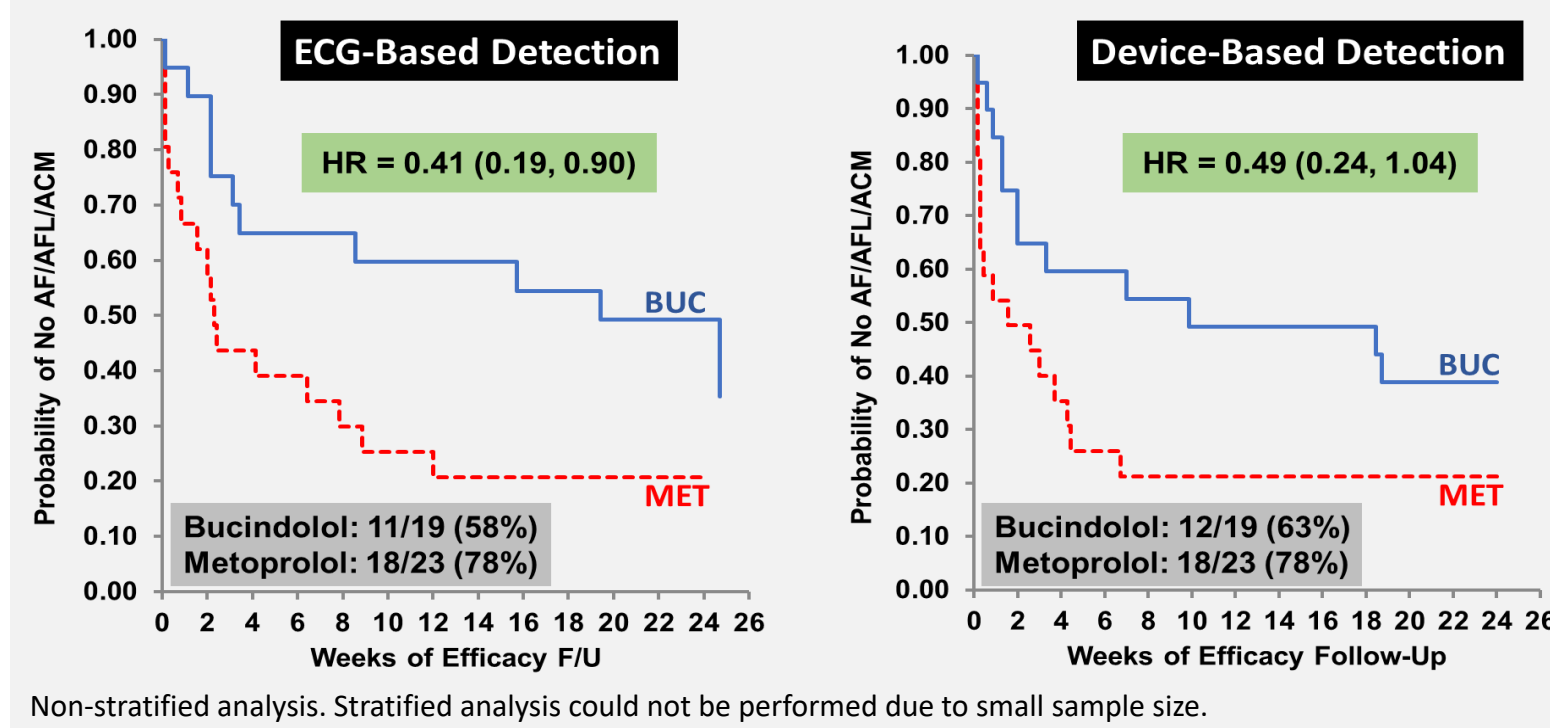 ECG-Based Detection
HR = 0.41 (0.19, 0.90)
Probability of No AF/AFL/ACM
1.00
0.90
0.80
0.70
0.60
0.50
0.40
0.30
0.20
0.10
0.00
BUC
MET
Bucindolol: 11/19 (58%)
Metoprolol: 18/23 (78%)
0 2 4 6 8 10 12 14 16 18 20 22 24 26
Weeks of Efficacy F/U
Device-Based Detection
HR = 0.49 (0.24, 1.04)
Probability of No AF/AFL/ACM
1.00
0.90
0.80
0.70
0.60
0.50
0.40
0.30
0.20
0.10
0.00
BUC
MET
Bucindolol: 12/19 (63%)
Metoprolol: 18/23 (78%)
0 2 4 6 8 10 12 14 16 18 20 22 24 26
Weeks of Efficacy Follow-Up
Non-stratified analysis. Stratified analysis could not be performed due to small sample size.